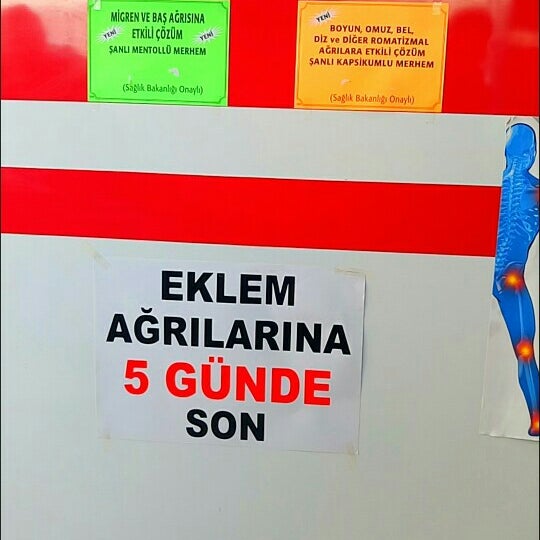 MİGREN VE BAŞ AĞRISINA
YENİ ETKİLİ ÇÖZÜM YENİ
ŞANLI MENTOLLÜ MERHEM
(Sağlık Bakanlığı Onaylı)
YENİ
BOYUN, OMUZ, BEL,
DİZ ve DİĞER ROMATİZMAL
AĞRILARA ETKİLİ ÇÖZÜM
ŞANLI KAPSİKUMLU MERHEM
(Sağlık Bakanlığı Onaylı)
EKLEM
AĞRILARINA
5 GÜNDE
SON